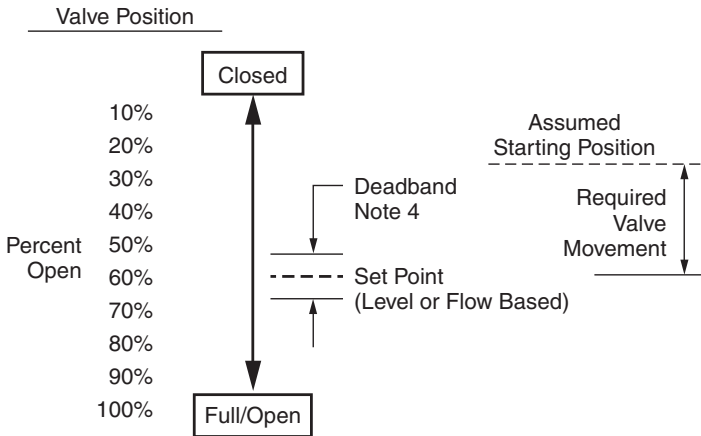 Valve Position
Closed
10%
20%
30%
40%
50%
60%
70%
80%
90%
100%
Percent
Open
Full/Open
Deadband
Note 4
Set Point
(Level or Flow Based)
Assumed
Starting Position
Required
Valve
Movement